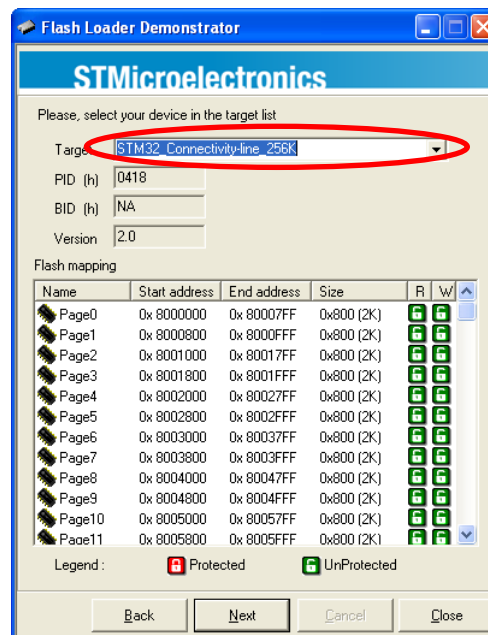 Flash Loader Demonstrator
STMicroelectronics
Please, select your device in the target list
Target STM32_Connectivity-line_256K
PID (h) 0418
BID (h) NA
Version 2.0
Flash mapping
Name Start address End address Size R W
Page0 0x 8000000 0x 80007FF 0x800 (2K)
Page1 0x 8000800 0x 8000FFF 0x800 (2K)
Page2 0x 8001000 0x 80017FF 0x800 (2K)
Page3 0x 8001800 0x 8001FFF 0x800 (2K)
Page4 0x 8002000 0x 80027FF 0x800 (2K)
Page5 0x 8002800 0x 8002FFF 0x800 (2K)
Page6 0x 8003000 0x 80037FF 0x800 (2K)
Page7 0x 8003800 0x 8003FFF 0x800 (2K)
Page8 0x 8004000 0x 80047FF 0x800 (2K)
Page9 0x 8004800 0x 8004FFF 0x800 (2K)
Page10 0x 8005000 0x 80057FF 0x800 (2K)
Page11 0x 8005800 0x 8005FFF 0x800 (2K)
Legend : Protected UnProtected
Back Next Cancel Close